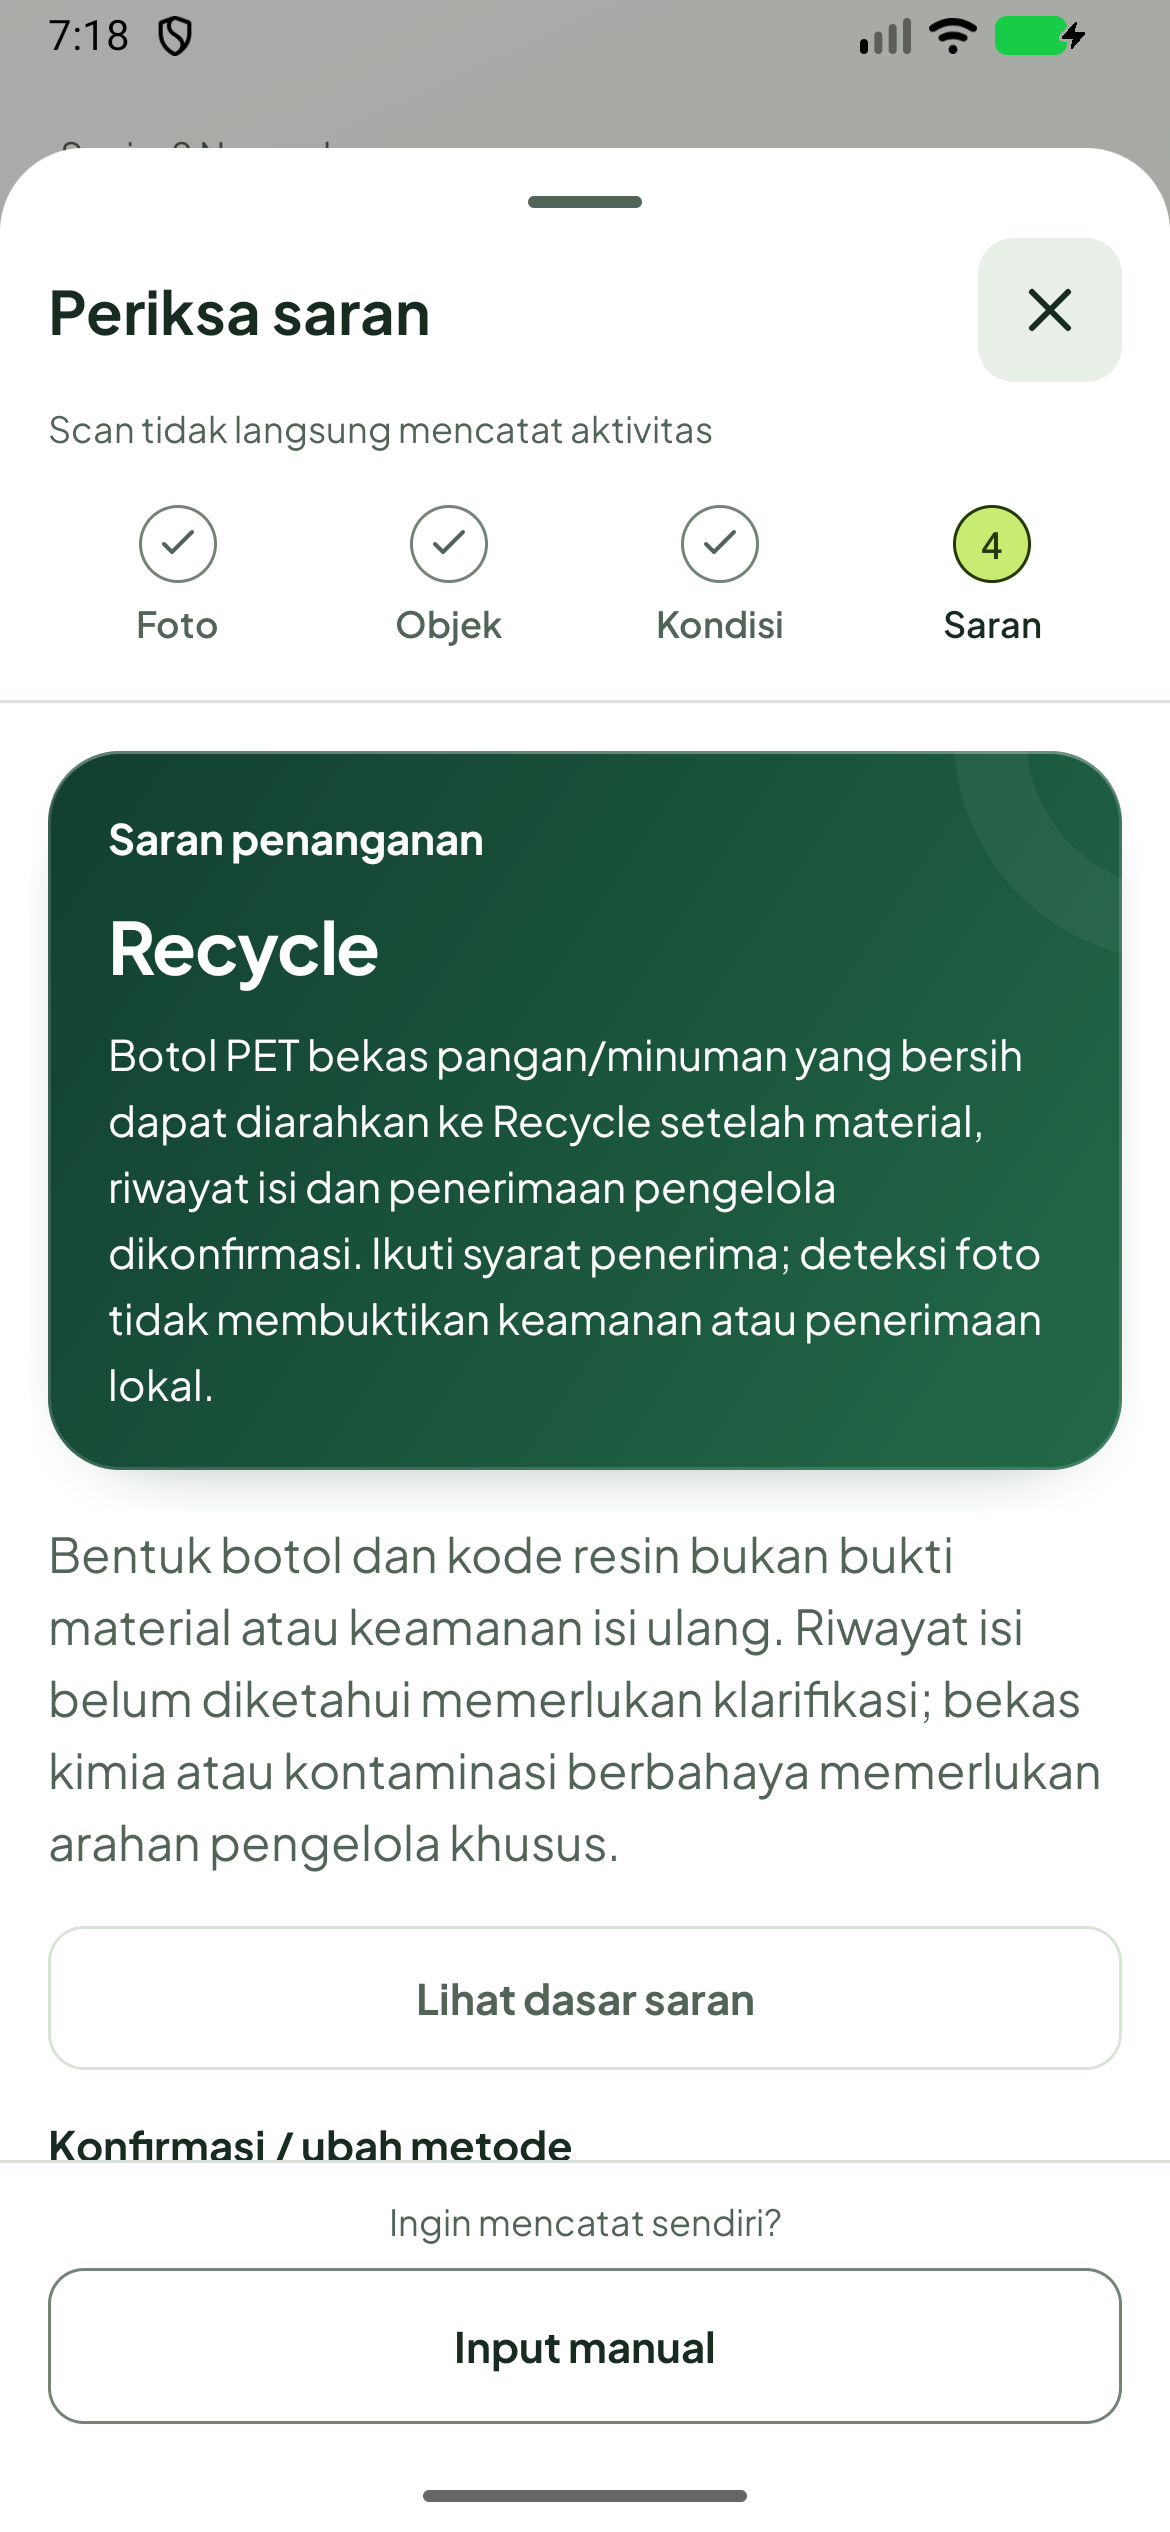 7:18
Periksa saran
Scan tidak langsung mencatat aktivitas
Foto
Objek
Kondisi
4
Saran
Saran penanganan
Recycle
Botol PET bekas pangan/minuman yang bersih
dapat diarahkan ke Recycle setelah material,
riwayat isi dan penerimaan pengelola
dikonfirmasi. Ikuti syarat penerima; deteksi foto
tidak membuktikan keamanan atau penerimaan
lokal.
Bentuk botol dan kode resin bukan bukti
material atau keamanan isi ulang. Riwayat isi
belum diketahui memerlukan klarifikasi; bekas
kimia atau kontaminasi berbahaya memerlukan
arahan pengelola khusus.
Lihat dasar saran
Konfirmasi / ubah metode
Ingin mencatat sendiri?
Input manual